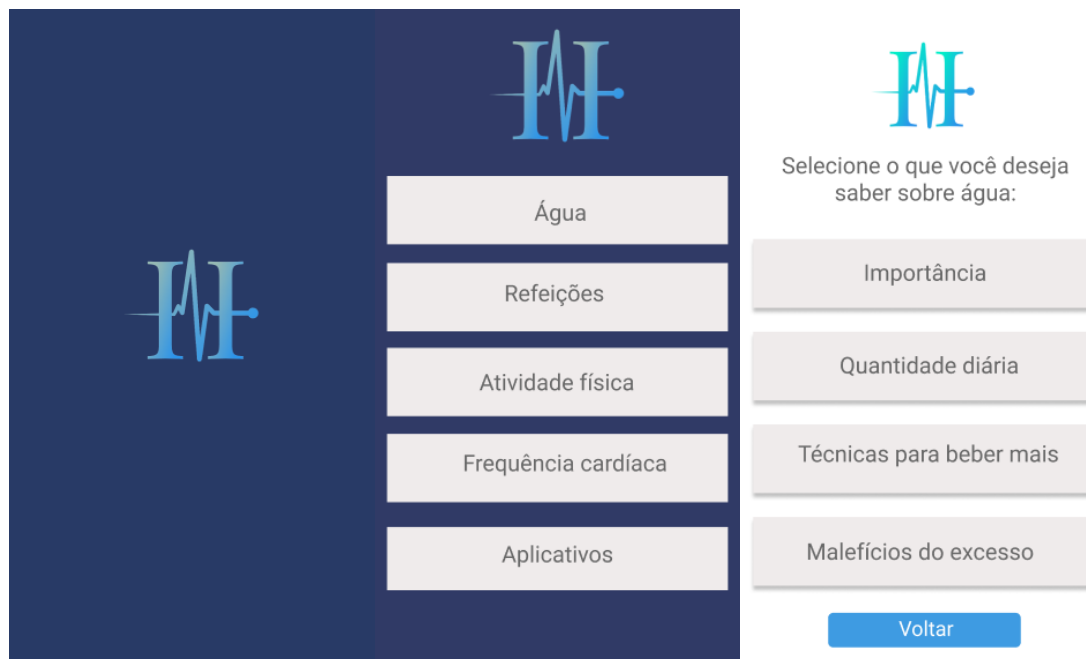 Água
Refeições
Atividade física
Frequência cardíaca
Aplicativos
Selecione o que você deseja
saber sobre água:
Importância
Quantidade diária
Técnicas para beber mais
Malefícios do excesso
Voltar